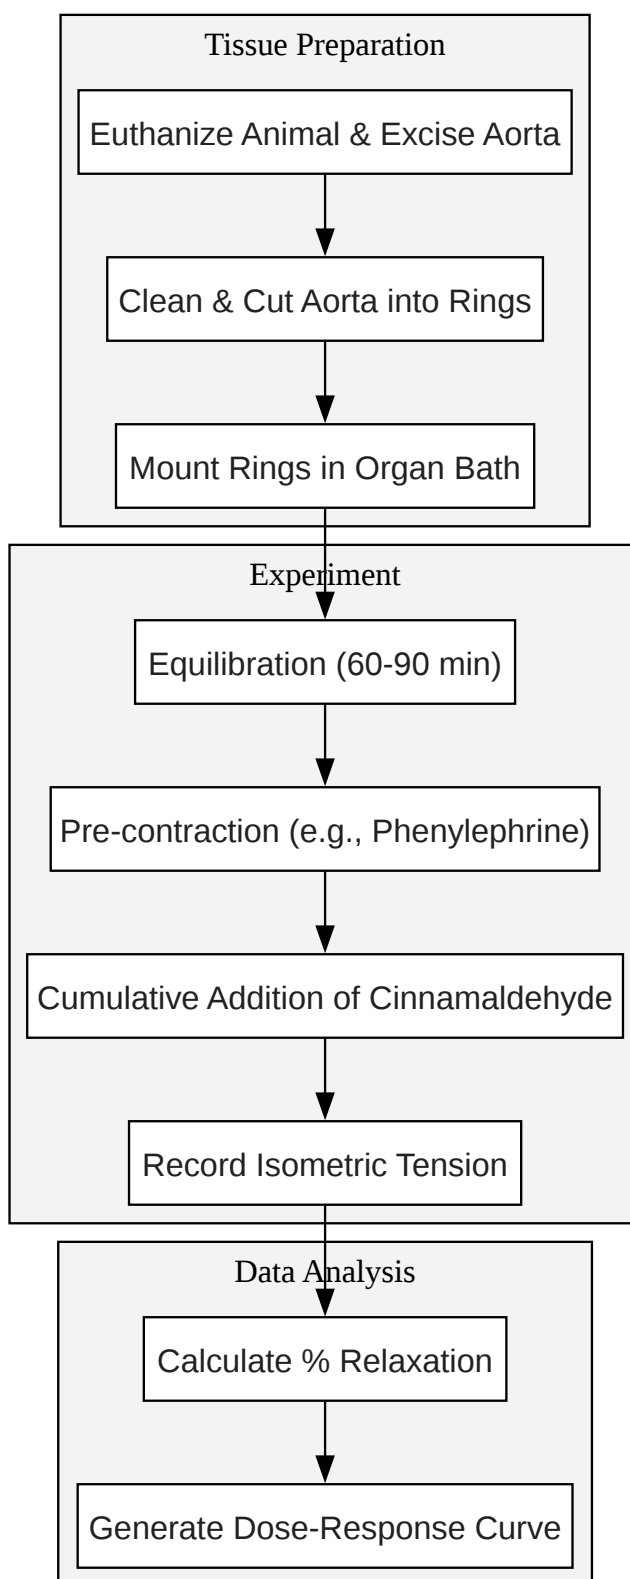 Tissue Preparation
Euthanize Animal & Excise Aorta
Clean & Cut Aorta into Rings
Mount Rings in Organ Bath
Experiment
Equilibration (60-90 min)
Pre-contraction (e.g., Phenylephrine)
Cumulative Addition of Cinnamaldehyde
Record Isometric Tension
Data Analysis
Calculate % Relaxation
Generate Dose-Response Curve